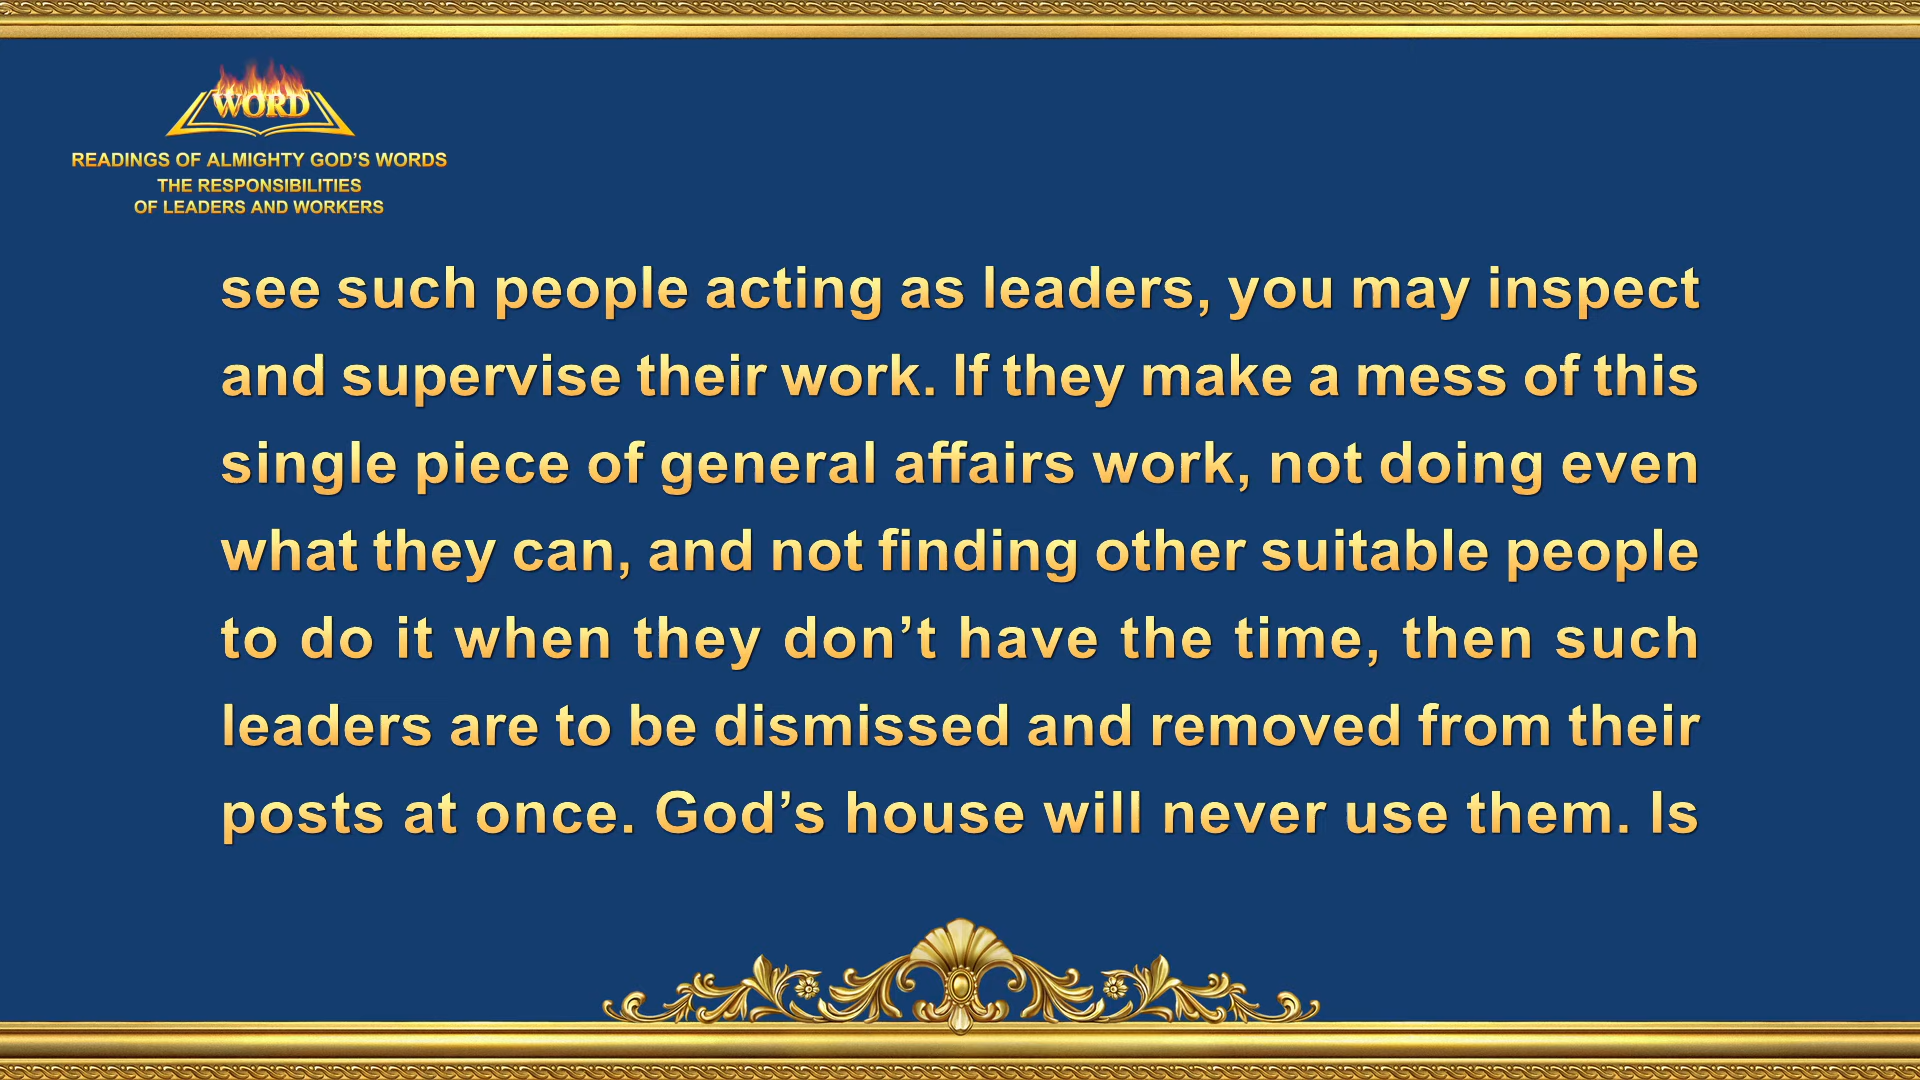 WORD
READINGS OF ALMIGHTY GOD’S WORDS
THE RESPONSIBILITIES
OF LEADERS AND WORKERS
see such people acting as leaders, you may inspect
and supervise their work. If they make a mess of this
single piece of general affairs work, not doing even
what they can, and not finding other suitable people
to do it when they don’t have the time, then such
leaders are to be dismissed and removed from their
posts at once. God’s house will never use them. Is